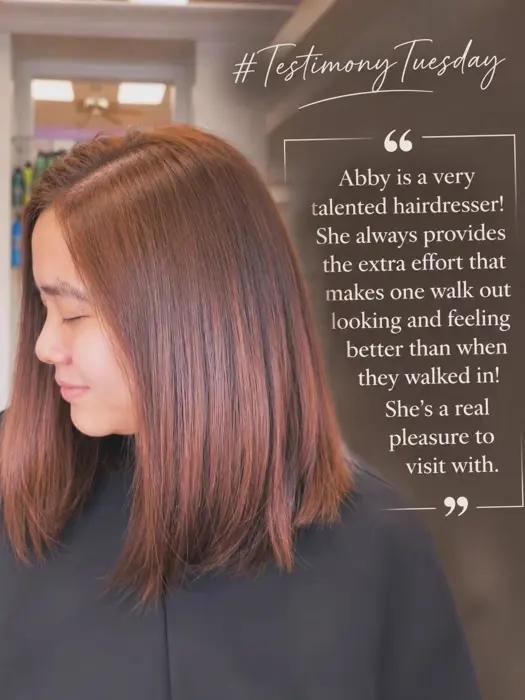 #TestimonyTuesday
“
Abby is a very
talented hairdresser!
She always provides
the extra effort that
makes one walk out
looking and feeling
better than when
they walked in!
She’s a real
pleasure to
visit with.
”